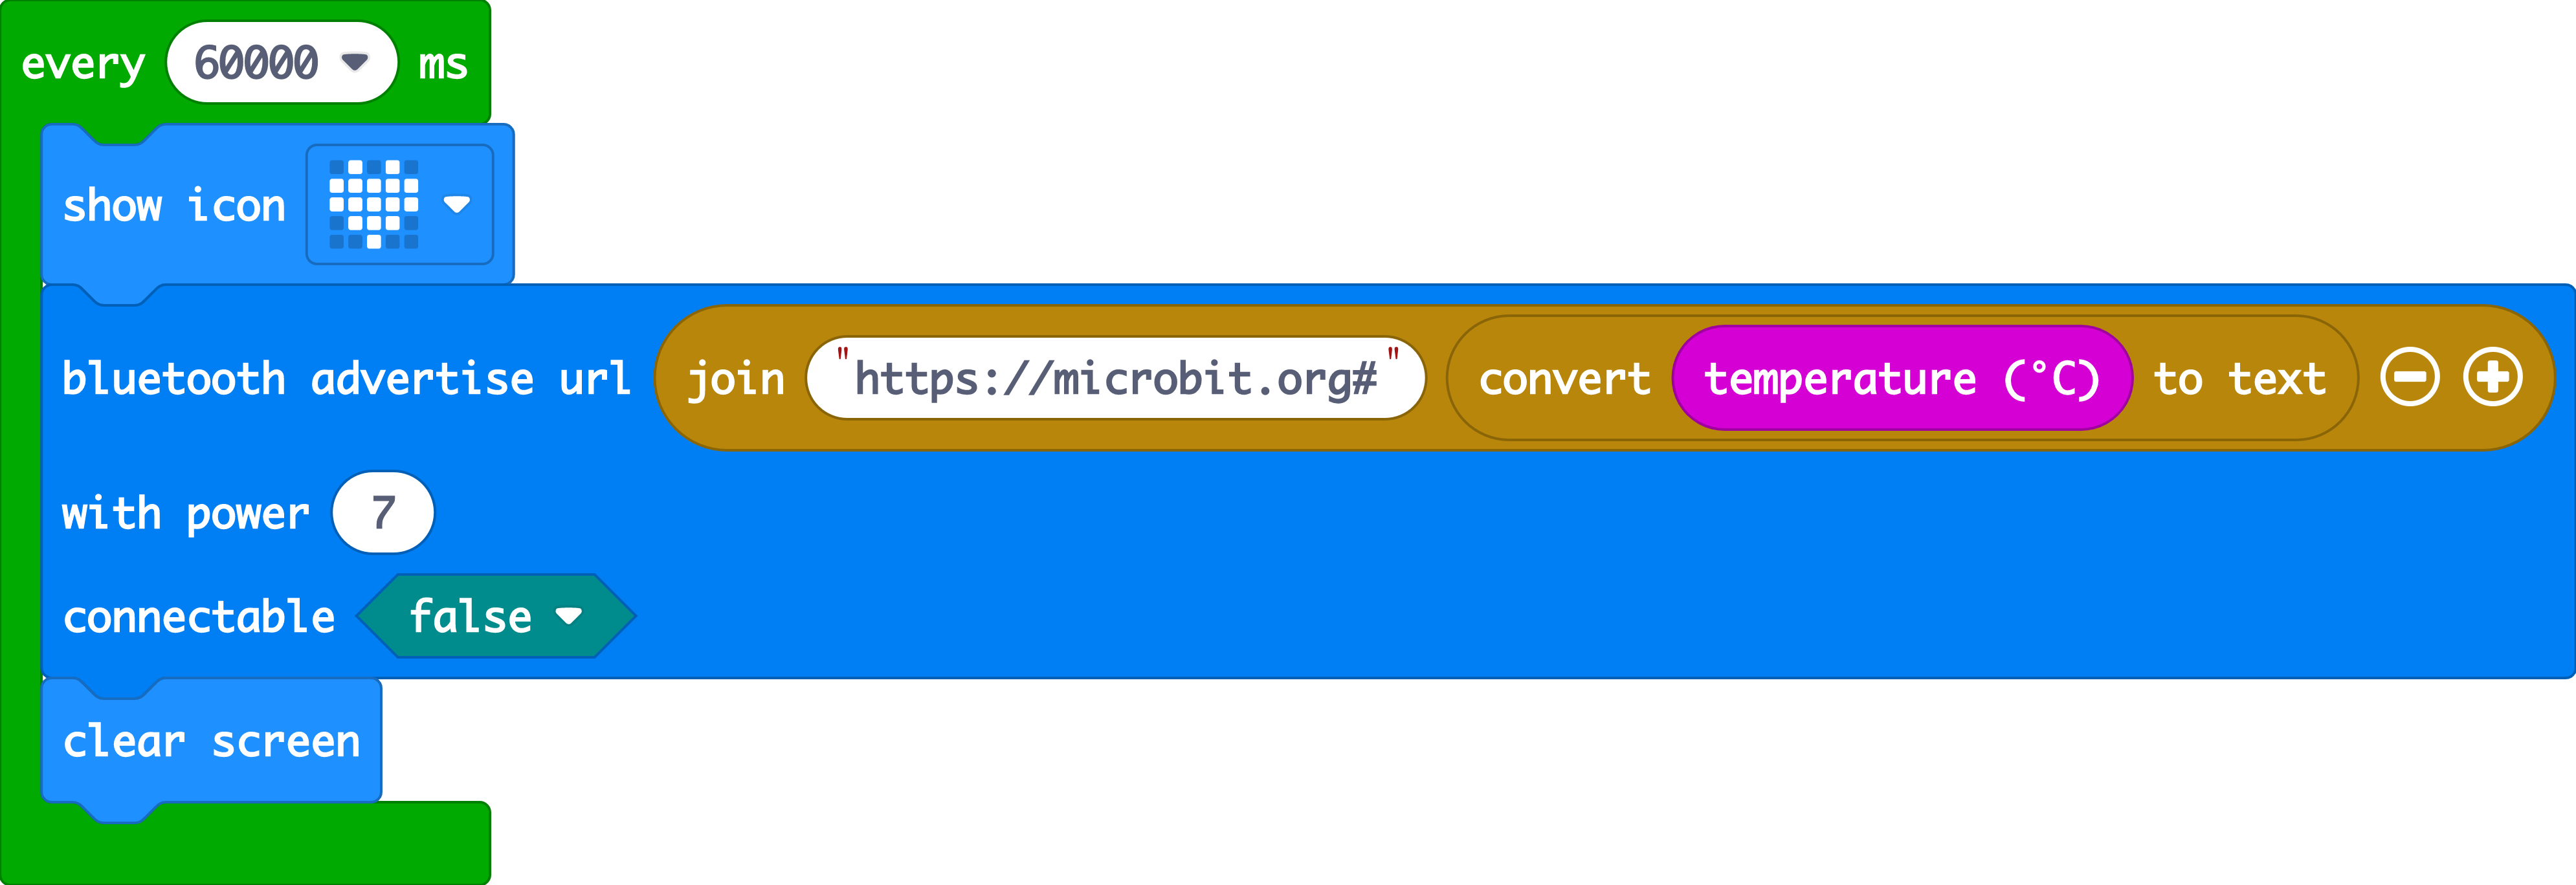 every 60000 ms
show icon
bluetooth advertise url join "https://microbit.org#" convert temperature (°C) to text
with power 7
connectable false
clear screen